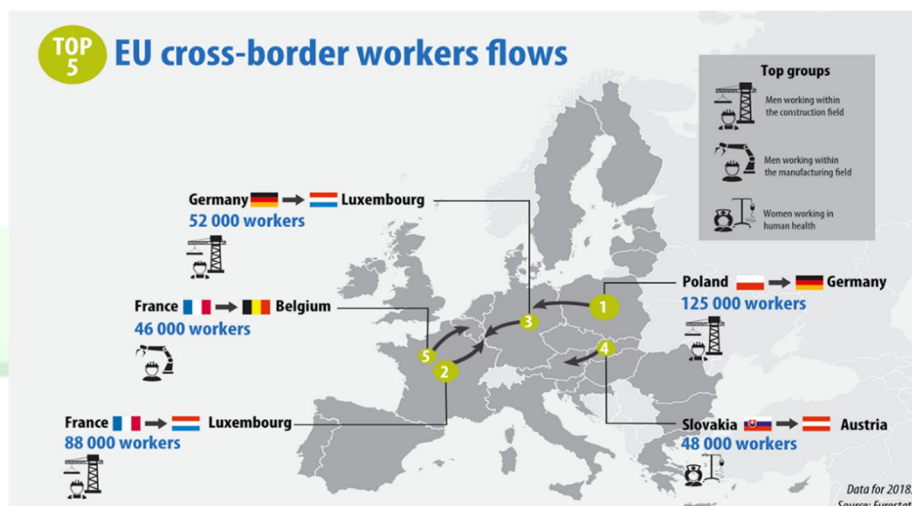 TOP
5
EU cross-border workers flows
Top groups
Men working within
the construction field
Men working within
the manufacturing field
Women working in
human health
Germany Luxembourg
52 000 workers
France Belgium
46 000 workers
France Luxembourg
88 000 workers
Poland Germany
125 000 workers
Slovakia Austria
48 000 workers
1
3
4
5
2
Data for 2018.
Source: Eurostat